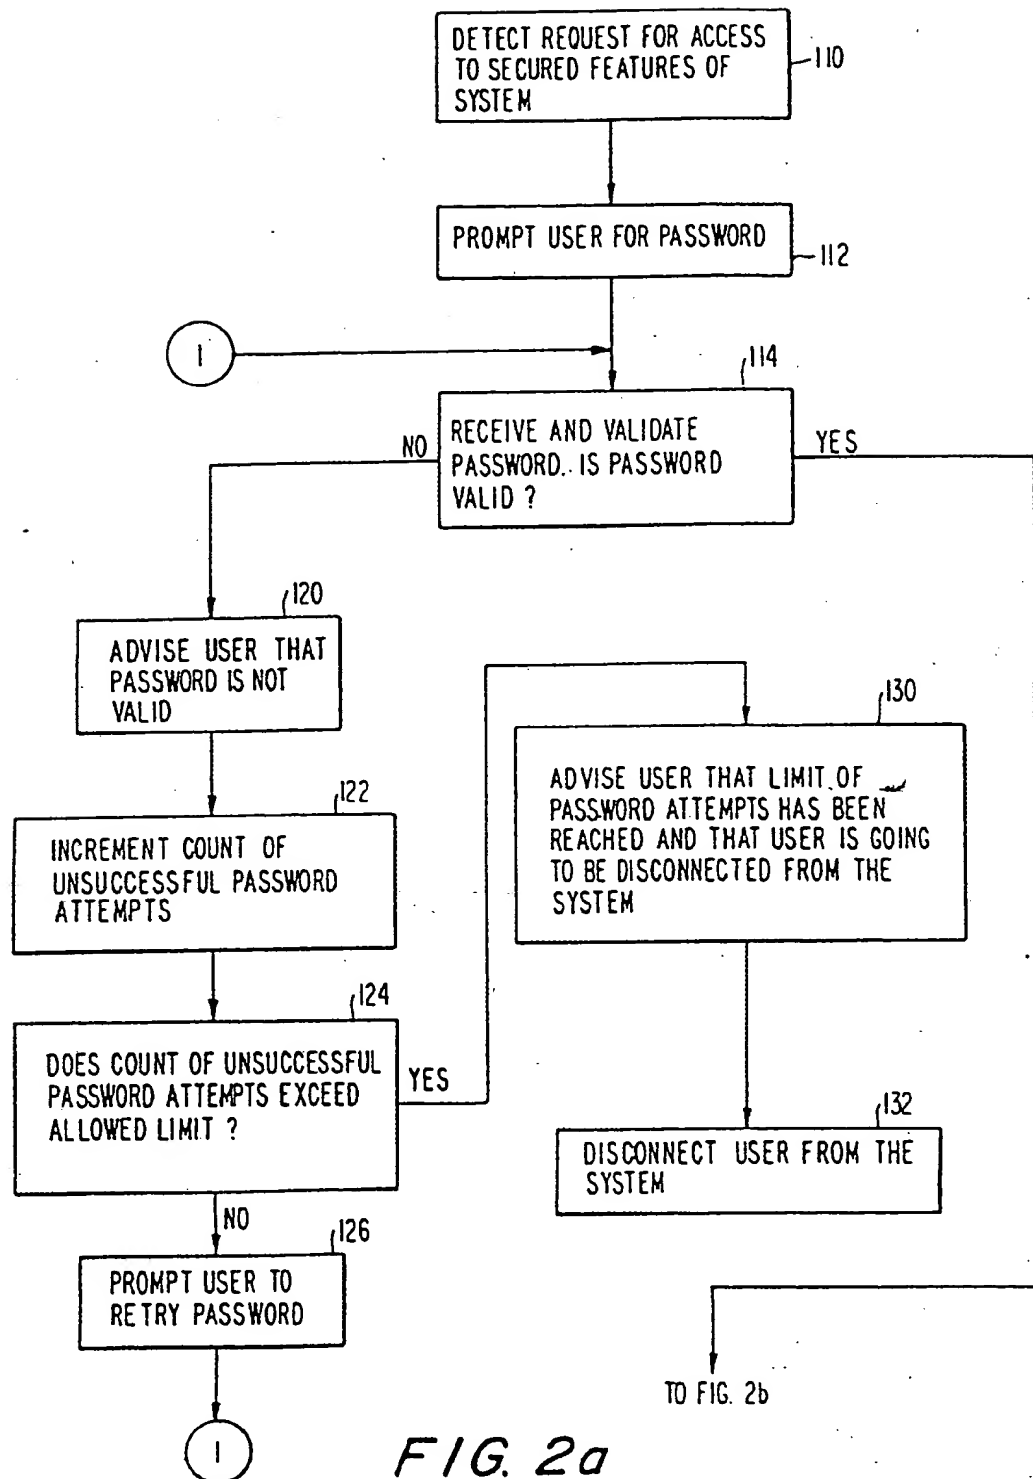 DETECT REQUEST FOR ACCESS
TO SECURED FEATURES OF
SYSTEM
110
PROMPT USER FOR PASSWORD
112
1
114
RECEIVE AND VALIDATE
PASSWORD. IS PASSWORD
VALID ?
NO
YES
120
ADVISE USER THAT
PASSWORD IS NOT
VALID
122
INCREMENT COUNT OF
UNSUCCESSFUL PASSWORD
ATTEMPTS
130
ADVISE USER THAT LIMIT OF
PASSWORD ATTEMPTS HAS BEEN
REACHED AND THAT USER IS GOING
TO BE DISCONNECTED FROM THE
SYSTEM
124
DOES COUNT OF UNSUCCESSFUL
PASSWORD ATTEMPTS EXCEED
ALLOWED LIMIT ?
YES
NO
132
DISCONNECT USER FROM THE
SYSTEM
126
PROMPT USER TO
RETRY PASSWORD
1
TO FIG. 2b
FIG. 2a